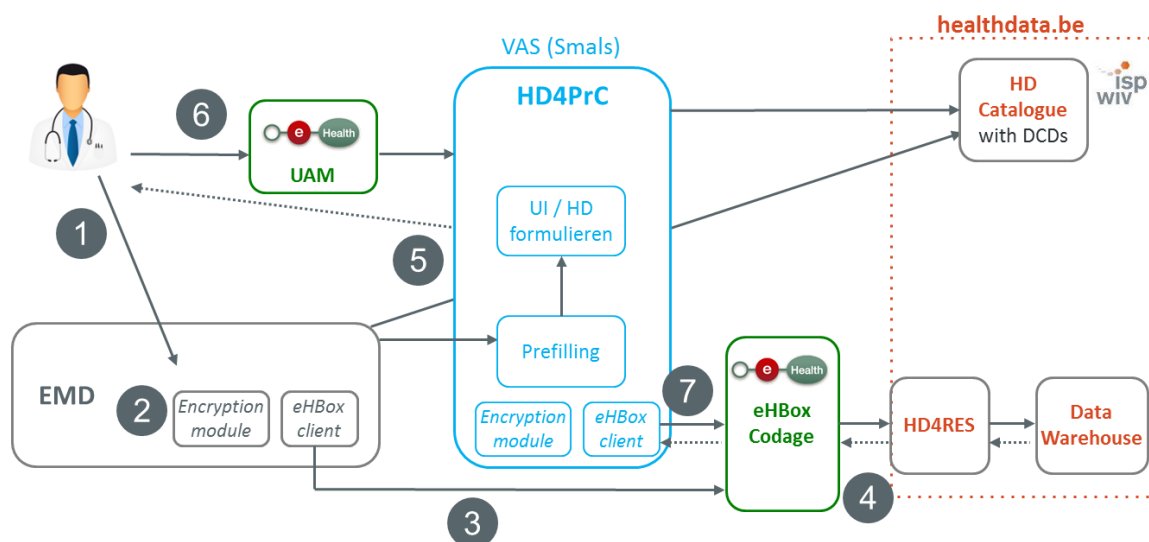 healthdata.be
VAS (Smals)
HD4PrC
HD
Catalogue
with DCDs
isp
WIV
6
e
Health
UAM
1
UI / HD
formulieren
5
Prefilling
EMD
2
Encryption
module
eHBox
client
Encryption
module
eHBox
client
7
e
Health
eHBox
Codage
HD4RES
Data
Warehouse
3
4